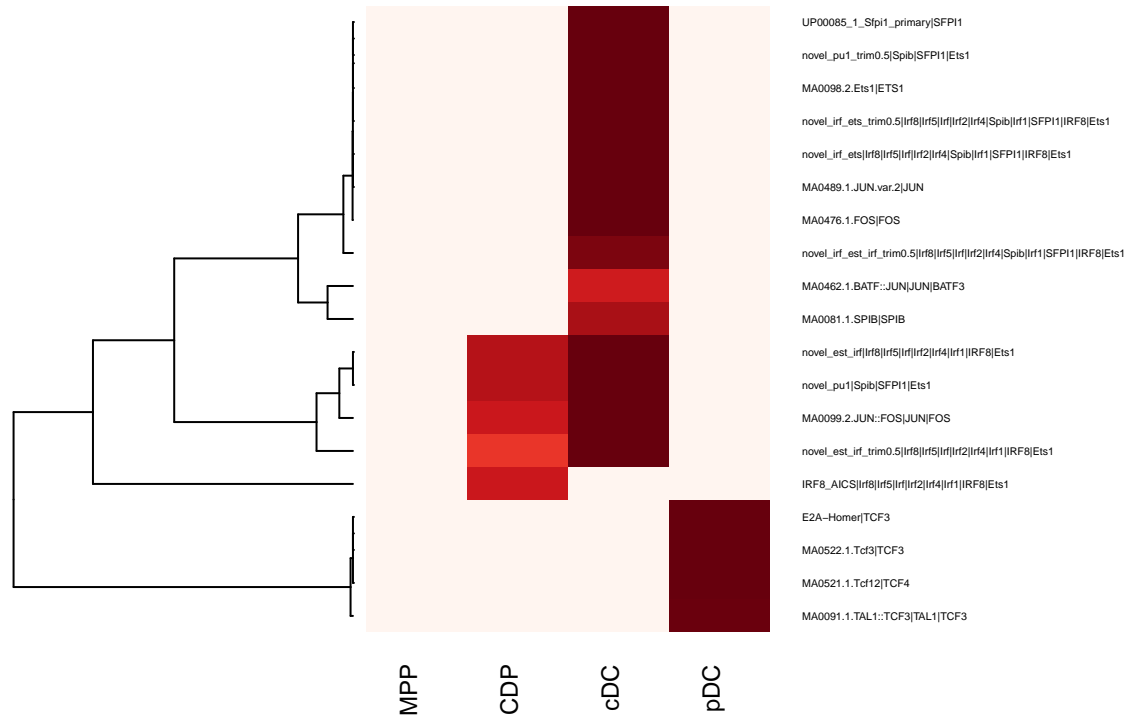 UP00085_1_Sfpi1_primary|SFPI1
novel_pu1_trim0.5|Spib|SFPI1|Ets1
MA0098.2.Ets1|ETS1
novel_irf_ets_trim0.5|Irf8|Irf5|Irf|Irf2|Irf4|Spib|Irf1|SFPI1|IRF8|Ets1
novel_irf_ets|Irf8|Irf5|Irf|Irf2|Irf4|Spib|Irf1|SFPI1|IRF8|Ets1
MA0489.1.JUN.var.2|JUN
MA0476.1.FOS|FOS
novel_irf_est_irf_trim0.5|Irf8|Irf5|Irf|Irf2|Irf4|Spib|Irf1|SFPI1|IRF8|Ets1
MA0462.1.BATF::JUN|JUN|BATF3
MA0081.1.SPIB|SPIB
novel_est_irf|Irf8|Irf5|Irf|Irf2|Irf4|Irf1|IRF8|Ets1
novel_pu1|Spib|SFPI1|Ets1
MA0099.2.JUN::FOS|JUN|FOS
novel_est_irf_trim0.5|Irf8|Irf5|Irf|Irf2|Irf4|Irf1|IRF8|Ets1
IRF8_AICS|Irf8|Irf5|Irf|Irf2|Irf4|Irf1|IRF8|Ets1
E2A−Homer|TCF3
MA0522.1.Tcf3|TCF3
MA0521.1.Tcf12|TCF4
MA0091.1.TAL1::TCF3|TAL1|TCF3
MPP
CDP
cDC
pDC